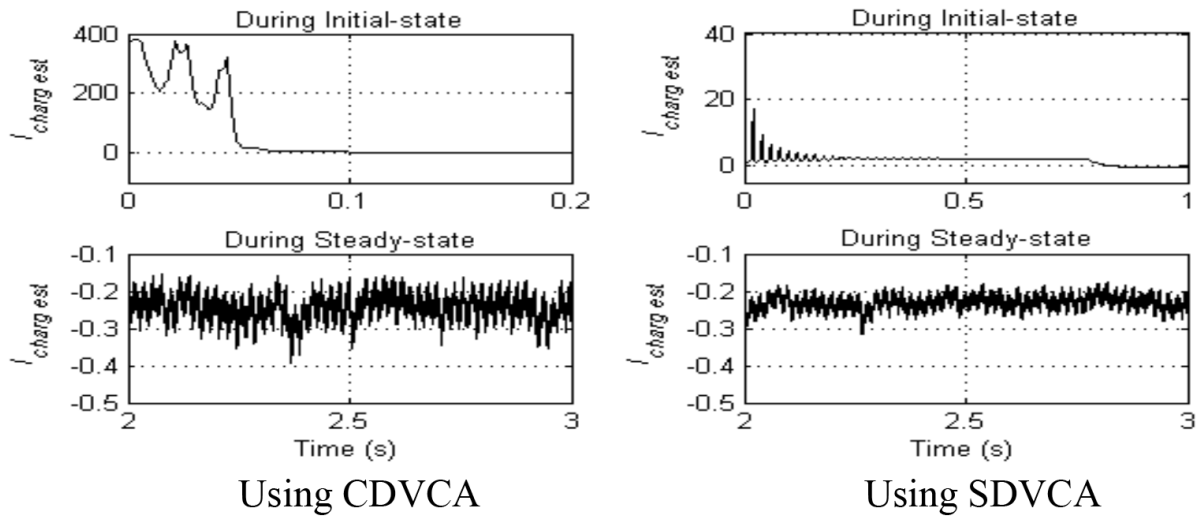 During Initial-state
400
200
0
I charg est
0 0.1 0.2
During Steady-state
-0.1
-0.2
-0.3
-0.4
-0.5
I charg est
2 2.5 3
Time (s)
Using CDVCA
During Initial-state
40
20
0
I charg est
0 0.5 1
During Steady-state
-0.1
-0.2
-0.3
-0.4
-0.5
I charg est
2 2.5 3
Time (s)
Using SDVCA